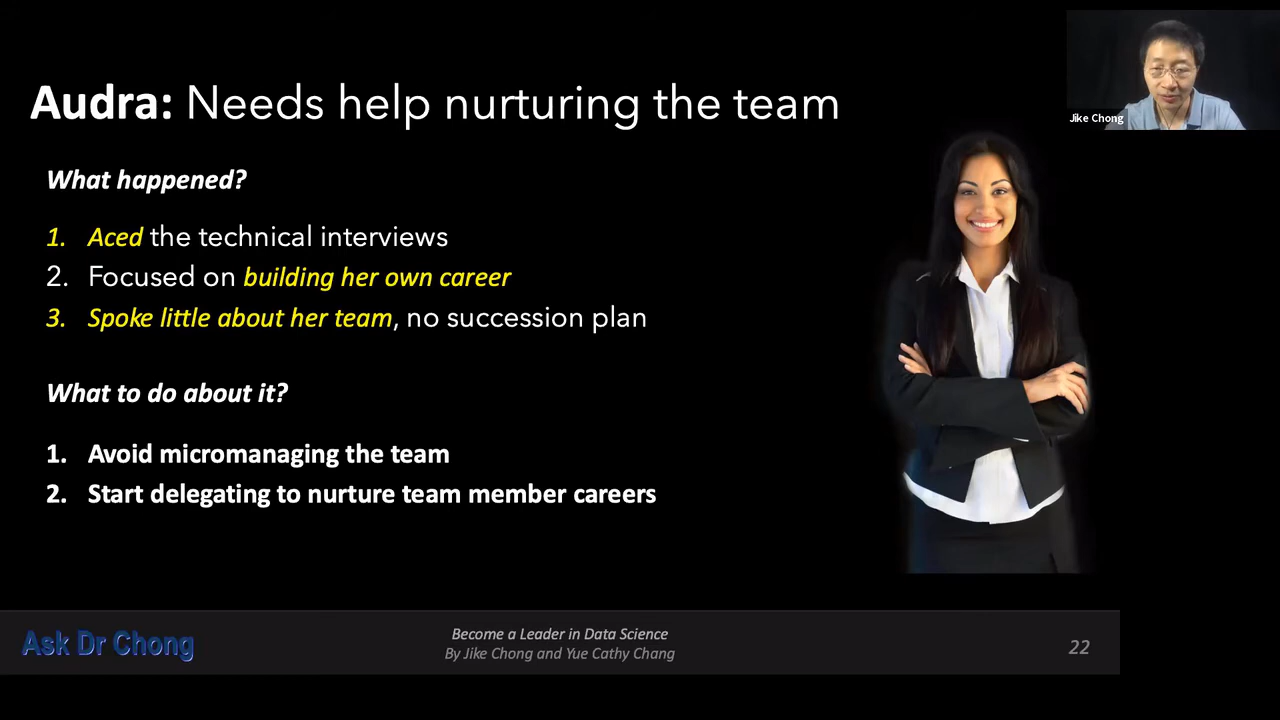 Audra: Needs help nurturing the team
Jike Chong
What happened?
1. Aced the technical interviews
2. Focused on building her own career
3. Spoke little about her team, no succession plan
What to do about it?
1. Avoid micromanaging the team
2. Start delegating to nurture team member careers
Ask Dr Chong
Become a Leader in Data Science
By Jike Chong and Yue Cathy Chang
22